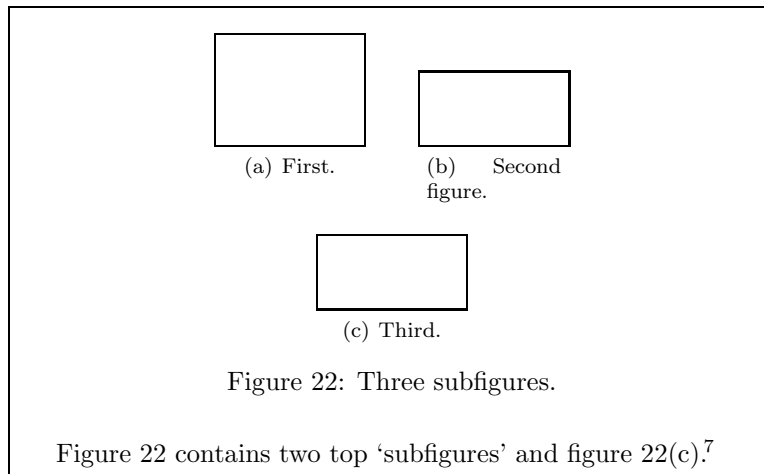 (a) First.
(b) Second
figure.
(c) Third.
Figure 22: Three subfigures.
Figure 22 contains two top ‘subfigures’ and figure 22(c).7